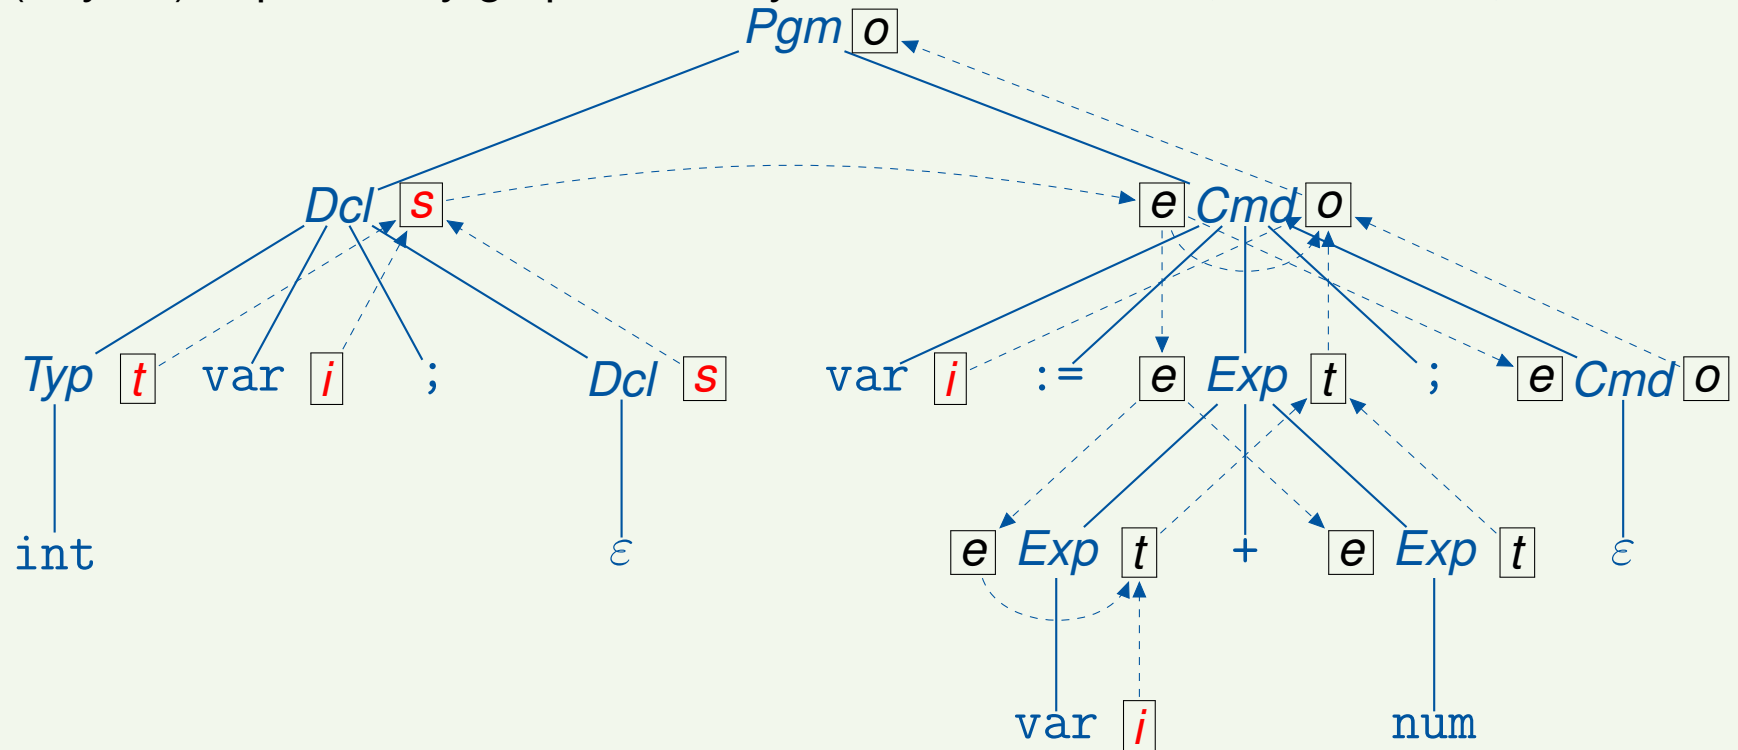 Pgm o
Dcl s e Cmd o
Typ t var i ; Dcl s var i := e Exp t ; e Cmd o
int ε e Exp t + e Exp t ε
var i num